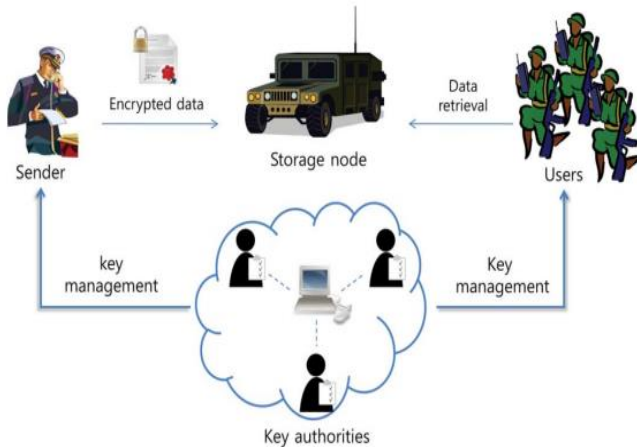 Encrypted data
Data
retrieval
Sender
Storage node
Users
key
management
Key
management
Key authorities